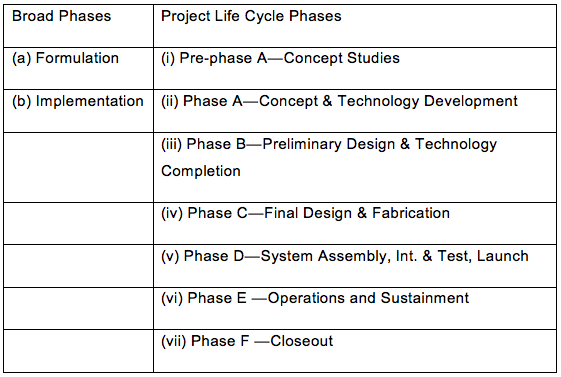 Broad Phases Project Life Cycle Phases
(a) Formulation (i) Pre-phase A—Concept Studies
(b) Implementation (ii) Phase A—Concept & Technology Development
(iii) Phase B—Preliminary Design & Technology
Completion
(iv) Phase C—Final Design & Fabrication
(v) Phase D—System Assembly, Int. & Test, Launch
(vi) Phase E —Operations and Sustainment
(vii) Phase F —Closeout